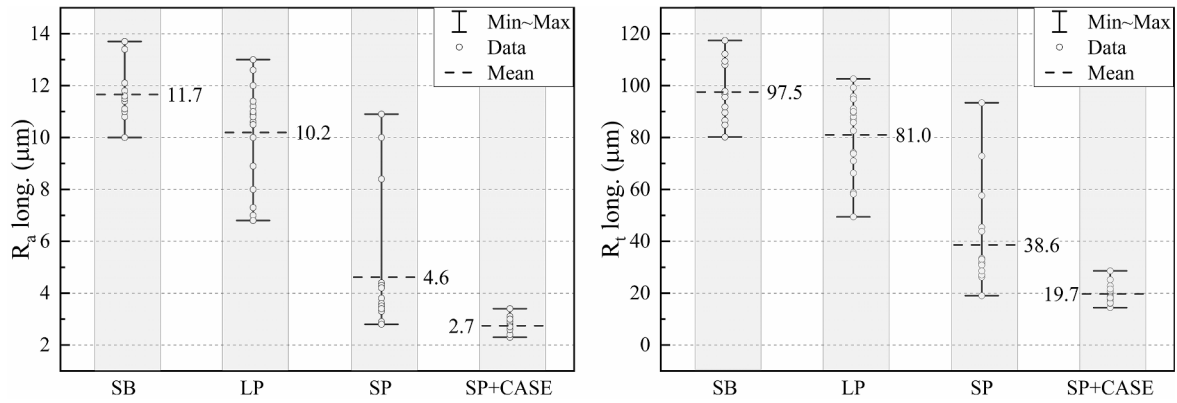 Min~Max
Data
Mean
14
12
10
8
6
4
2
R_a long. (μm)
11.7
10.2
4.6
2.7
SB LP SP SP+CASE
Min~Max
Data
Mean
120
100
80
60
40
20
0
R_t long. (μm)
97.5
81.0
38.6
19.7
SB LP SP SP+CASE